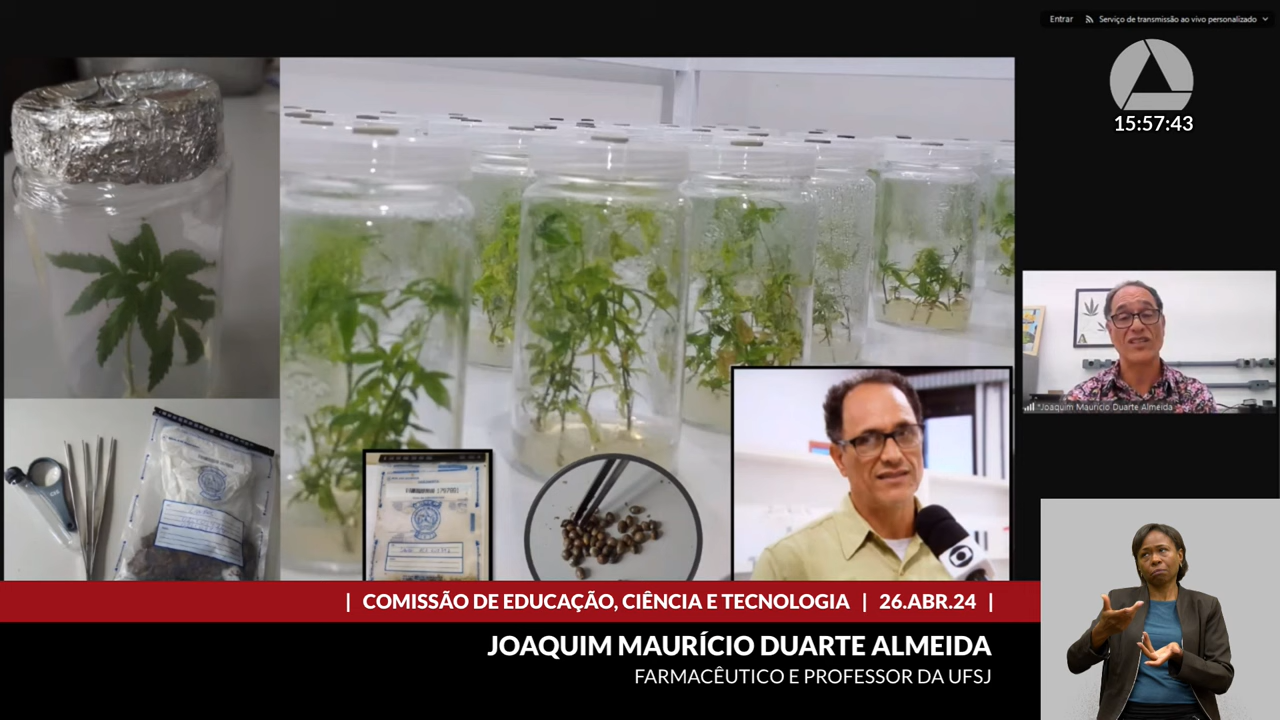 Entrar Serviço de transmissão ao vivo personalizado
15:57:43
*Joaquim Maurício Duarte Almeida
| COMISSÃO DE EDUCAÇÃO, CIÊNCIA E TECNOLOGIA | 26.ABR.24 |
JOAQUIM MAURÍCIO DUARTE ALMEIDA
FARMACÊUTICO E PROFESSOR DA UFSJ